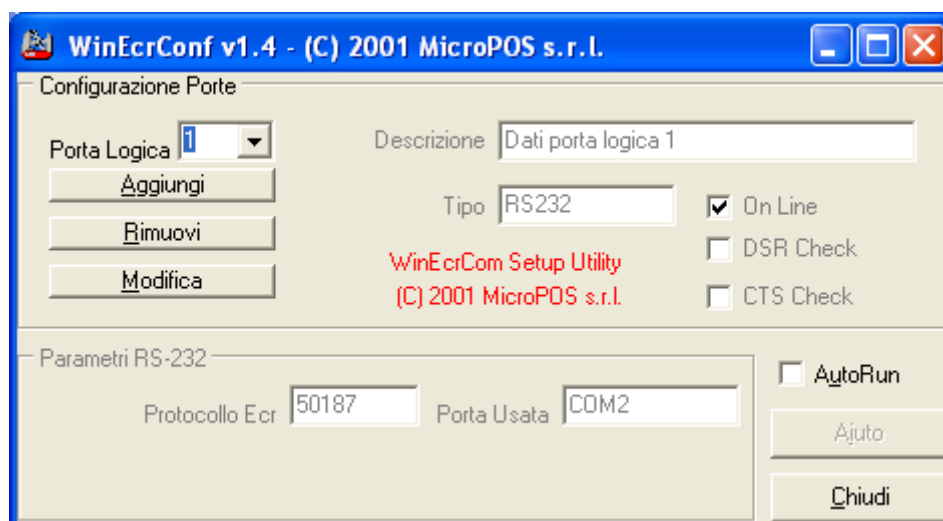 WinEcrConf v1.4 - (C) 2001 MicroPOS s.r.l.
Configurazione Porte
Porta Logica 1
Descrizione Dati porta logica 1
Aggiungi
Tipo RS232
On Line
Rimuovi
DSR Check
WinEcrCom Setup Utility
Modifica
(C) 2001 MicroPOS s.r.l.
CTS Check
Parametri RS-232
AutoRun
Protocollo Ecr 50187
Porta Usata COM2
Aiuto
Chiudi